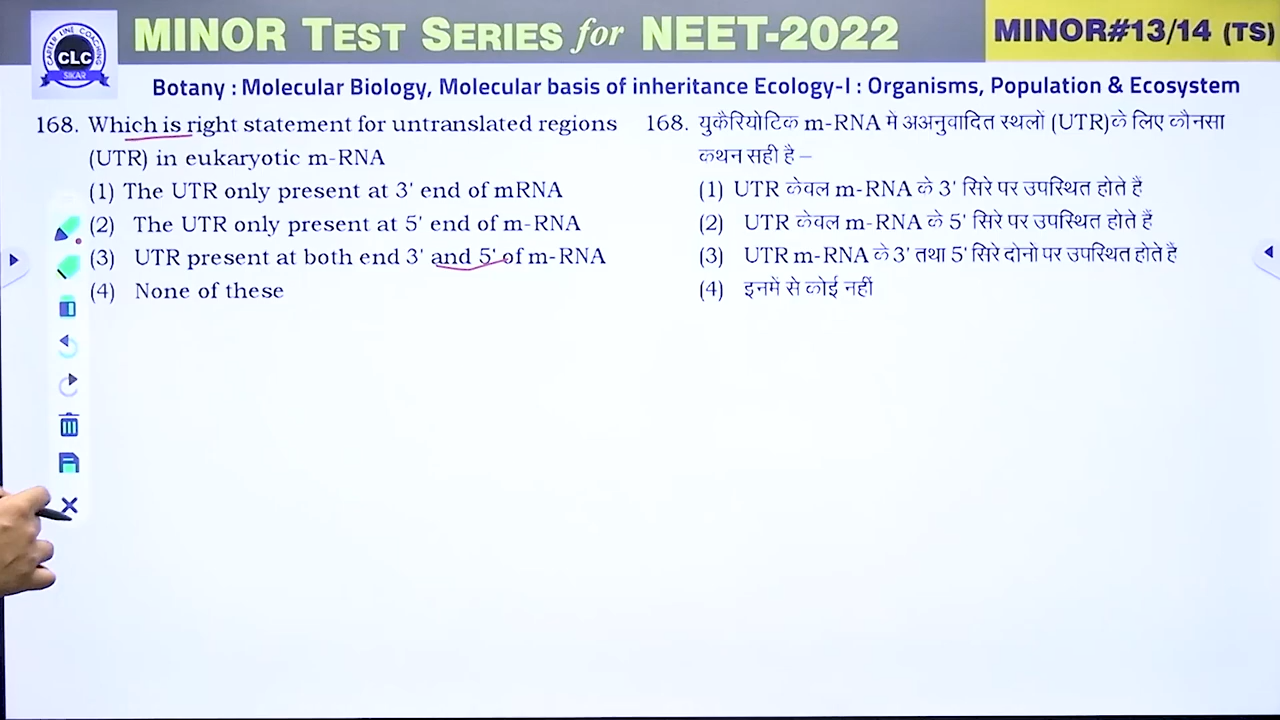 CAREER LINE COACHING
CLC
SIKAR
MINOR TEST SERIES for NEET-2022
MINOR#13/14 (TS)
Botany : Molecular Biology, Molecular basis of inheritance Ecology-I : Organisms, Population & Ecosystem
168. Which is right statement for untranslated regions
(UTR) in eukaryotic m-RNA
(1) The UTR only present at 3' end of mRNA
(2) The UTR only present at 5' end of m-RNA
(3) UTR present at both end 3' and 5' of m-RNA
(4) None of these
168. युकैरियोटिक m-RNA मे अअनुवादित स्थलों (UTR)के लिए कौनसा
कथन सही है –
(1) UTR केवल m-RNA के 3' सिरे पर उपस्थित होते हैं
(2) UTR केवल m-RNA के 5' सिरे पर उपस्थित होते हैं
(3) UTR m-RNA के 3' तथा 5' सिरे दोनो पर उपस्थित होते है
(4) इनमें से कोई नहीं